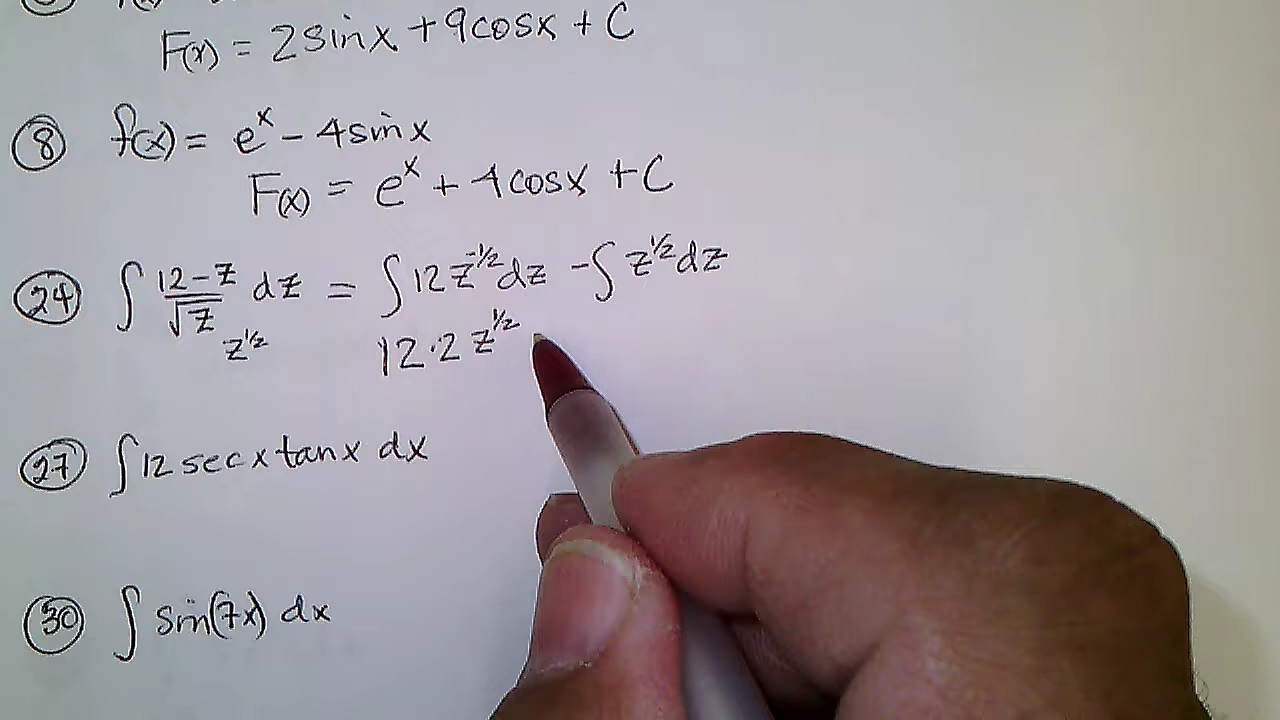 F(x) = 2sinx + 9cosx + C
⑧ f(x) = e^x - 4sinx
F(x) = e^x + 4cosx + C
㉔ ∫ (12-z)/√z dz = ∫ 12z^(-1/2) dz - ∫ z^(1/2) dz
z^(1/2) 12·2 z^(1/2)
㉗ ∫ 12 secx tanx dx
㉚ ∫ sin(7x) dx